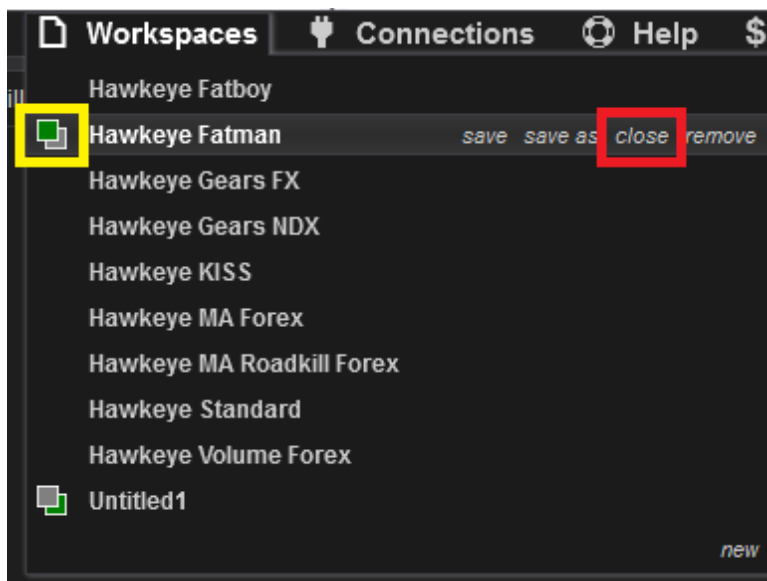 Workspaces Connections Help $
ill Hawkeye Fatboy
Hawkeye Fatman save save as close remove
Hawkeye Gears FX
Hawkeye Gears NDX
Hawkeye KISS
Hawkeye MA Forex
Hawkeye MA Roadkill Forex
Hawkeye Standard
Hawkeye Volume Forex
Untitled1
new